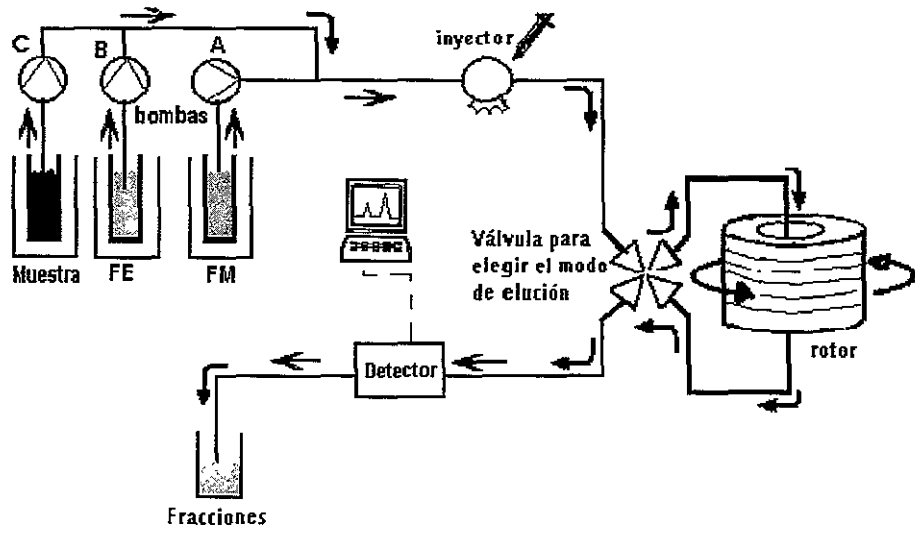 C
B
A
inyector
bombas
Muestra
FE
FM
Válvula para
elegir el modo
de elución
rotor
Detector
Fracciones